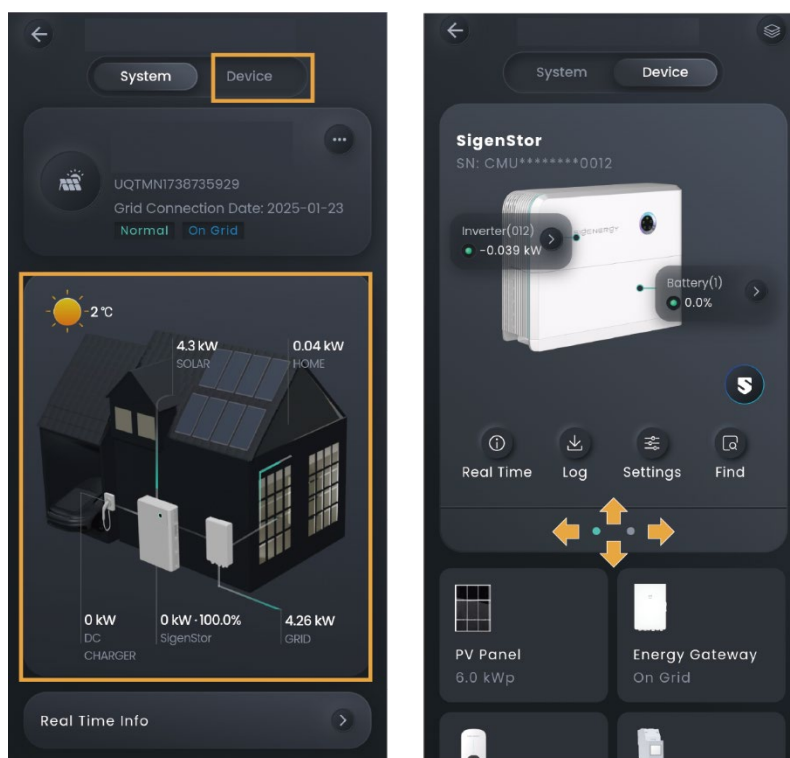 System
Device
UQTMN1738735929
Grid Connection Date: 2025-01-23
Normal
On Grid
-2 ℃
4.3 kW
SOLAR
0.04 kW
HOME
0 kW
DC
CHARGER
0 kW · 100.0%
SigenStor
4.26 kW
GRID
Real Time Info
System
Device
SigenStor
SN: CMU********0012
Inverter(012)
-0.039 kW
SIGENERGY
Battery(1)
0.0%
Real Time
Log
Settings
Find
PV Panel
6.0 kWp
Energy Gateway
On Grid